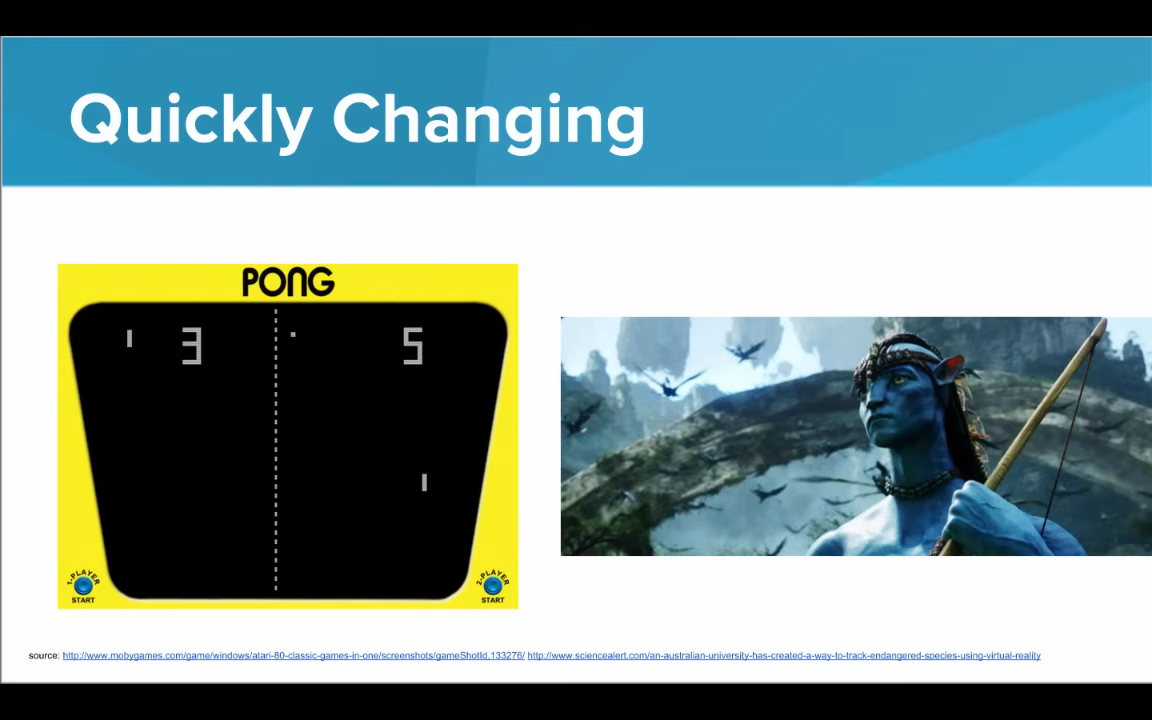 Quickly Changing
PONG
3 5
1-PLAYER
START
2-PLAYER
START
source: http://www.mobygames.com/game/windows/atari-80-classic-games-in-one/screenshots/gameShotId,133276/ http://www.sciencealert.com/an-australian-university-has-created-a-way-to-track-endangered-species-using-virtual-reality